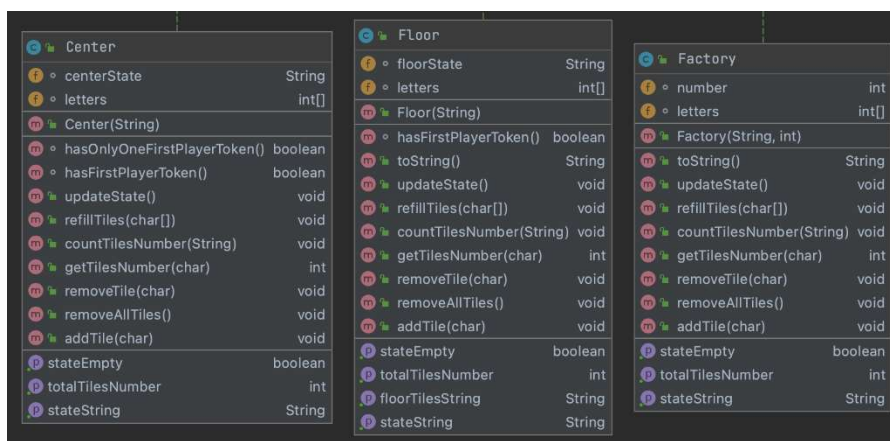 Center
centerState String
letters int[]
Center(String)
hasOnlyOneFirstPlayerToken() boolean
hasFirstPlayerToken() boolean
updateState() void
refillTiles(char[]) void
countTilesNumber(String) void
getTilesNumber(char) int
removeTile(char) void
removeAllTiles() void
addTile(char) void
stateEmpty boolean
totalTilesNumber int
stateString String
Floor
floorState String
letters int[]
Floor(String)
hasFirstPlayerToken() boolean
toString() String
updateState() void
refillTiles(char[]) void
countTilesNumber(String) void
getTilesNumber(char) int
removeTile(char) void
removeAllTiles() void
addTile(char) void
stateEmpty boolean
totalTilesNumber int
floorTilesString String
stateString String
Factory
number int
letters int[]
Factory(String, int)
toString() String
updateState() void
refillTiles(char[]) void
countTilesNumber(String) void
getTilesNumber(char) int
removeTile(char) void
removeAllTiles() void
addTile(char) void
stateEmpty boolean
totalTilesNumber int
stateString String